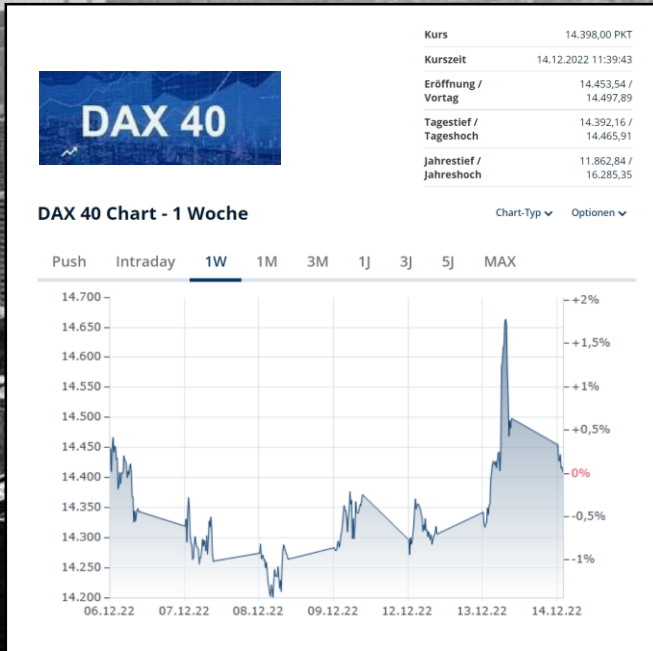 Kurs 14.398,00 PKT
Kurszeit 14.12.2022 11:39:43
Eröffnung / 14.453,54 /
Vortag 14.497,89
Tagestief / 14.392,16 /
Tageshoch 14.465,91
Jahrestief / 11.862,84 /
Jahreshoch 16.285,35
DAX 40
DAX 40 Chart - 1 Woche
Chart-Typ Optionen
Push Intraday 1W 1M 3M 1J 3J 5J MAX
14.700 +2%
14.650 +1,5%
14.600
14.550 +1%
14.500 +0,5%
14.450
14.400 0%
14.350 -0,5%
14.300
14.250 -1%
14.200
06.12.22 07.12.22 08.12.22 09.12.22 12.12.22 13.12.22 14.12.22